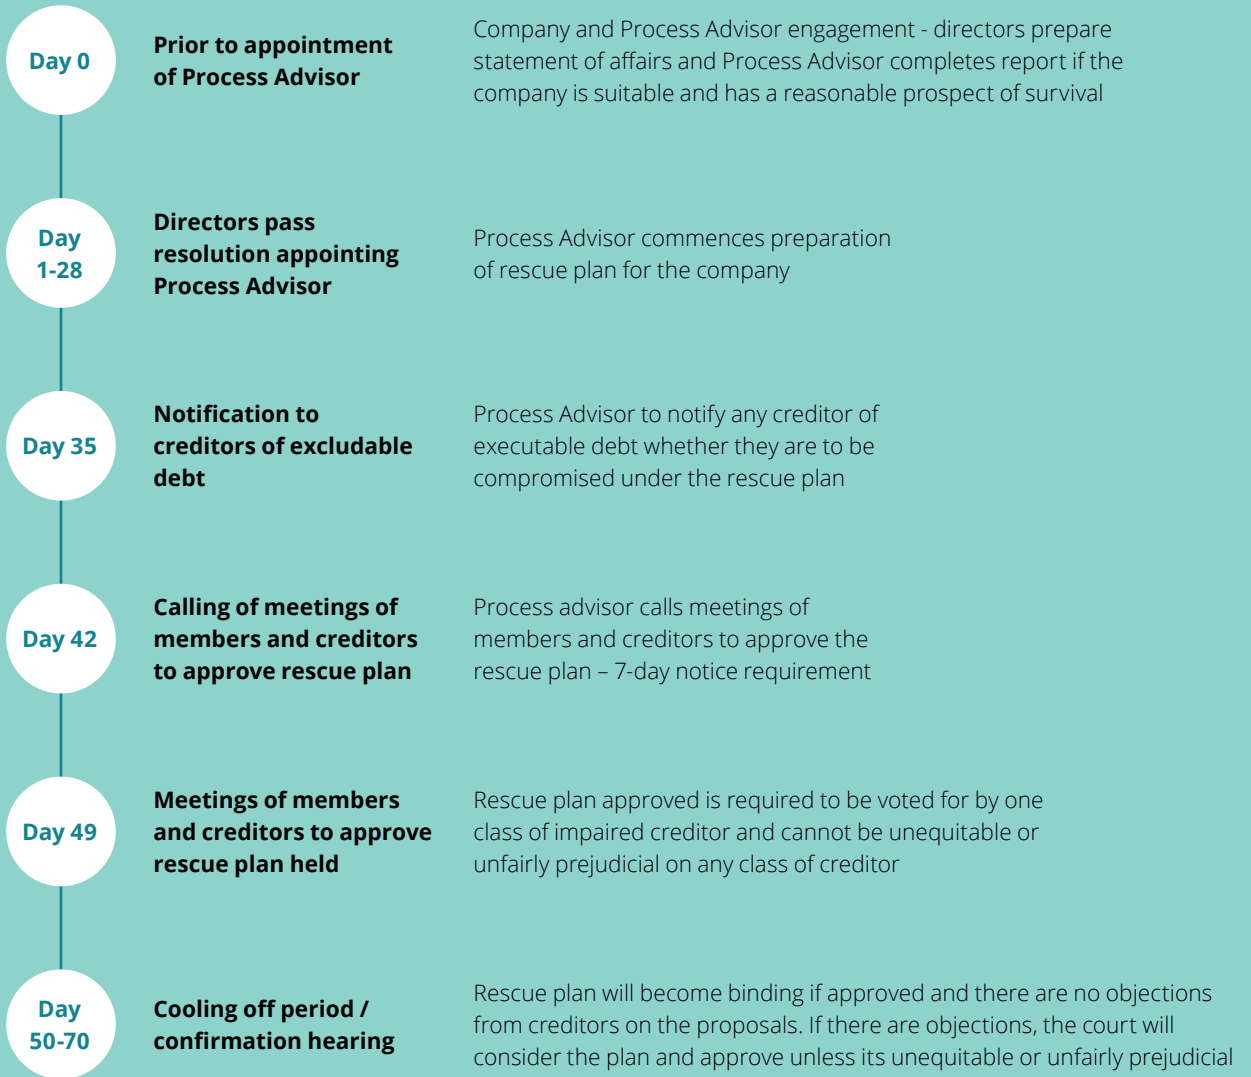 Day 0
Prior to appointment
of Process Advisor
Company and Process Advisor engagement - directors prepare
statement of affairs and Process Advisor completes report if the
company is suitable and has a reasonable prospect of survival
Day
1-28
Directors pass
resolution appointing
Process Advisor
Process Advisor commences preparation
of rescue plan for the company
Day 35
Notification to
creditors of excludable
debt
Process Advisor to notify any creditor of
executable debt whether they are to be
compromised under the rescue plan
Day 42
Calling of meetings of
members and creditors
to approve rescue plan
Process advisor calls meetings of
members and creditors to approve the
rescue plan – 7-day notice requirement
Day 49
Meetings of members
and creditors to approve
rescue plan held
Rescue plan approved is required to be voted for by one
class of impaired creditor and cannot be unequitable or
unfairly prejudicial on any class of creditor
Day
50-70
Cooling off period /
confirmation hearing
Rescue plan will become binding if approved and there are no objections
from creditors on the proposals. If there are objections, the court will
consider the plan and approve unless its unequitable or unfairly prejudicial